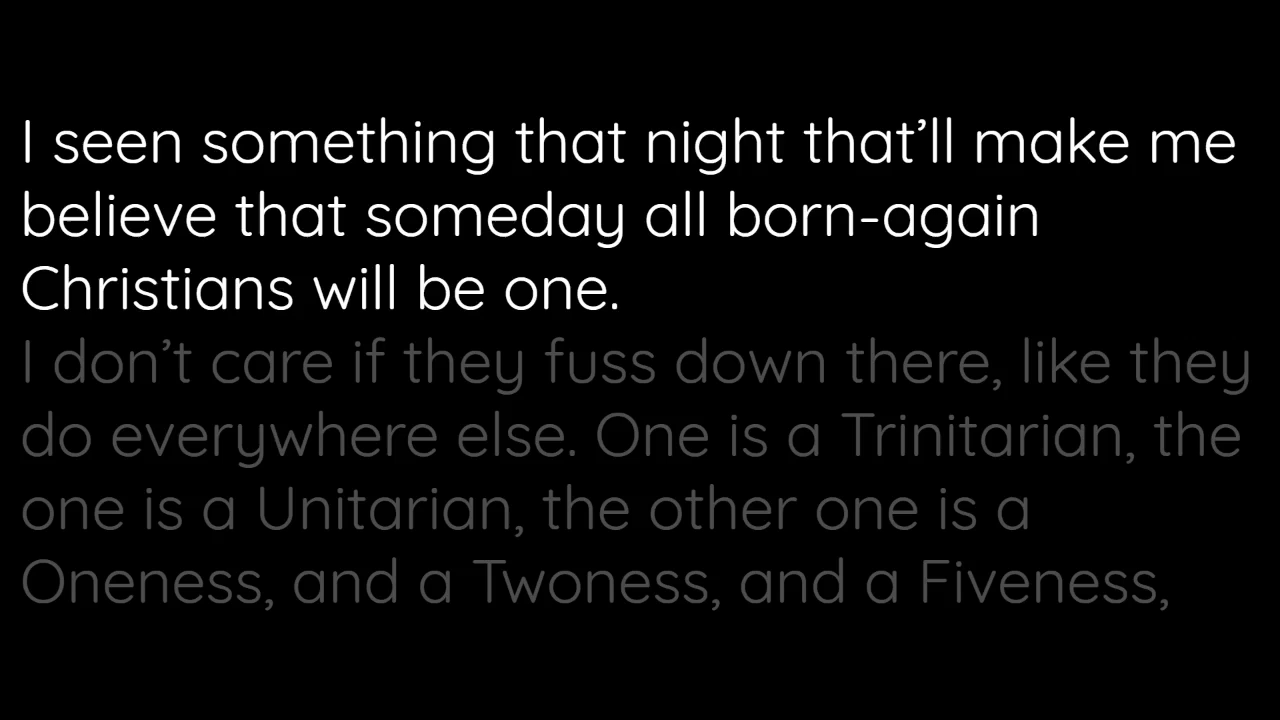 I seen something that night that’ll make me
believe that someday all born-again
Christians will be one.
I don’t care if they fuss down there, like they
do everywhere else. One is a Trinitarian, the
one is a Unitarian, the other one is a
Oneness, and a Twoness, and a Fiveness,